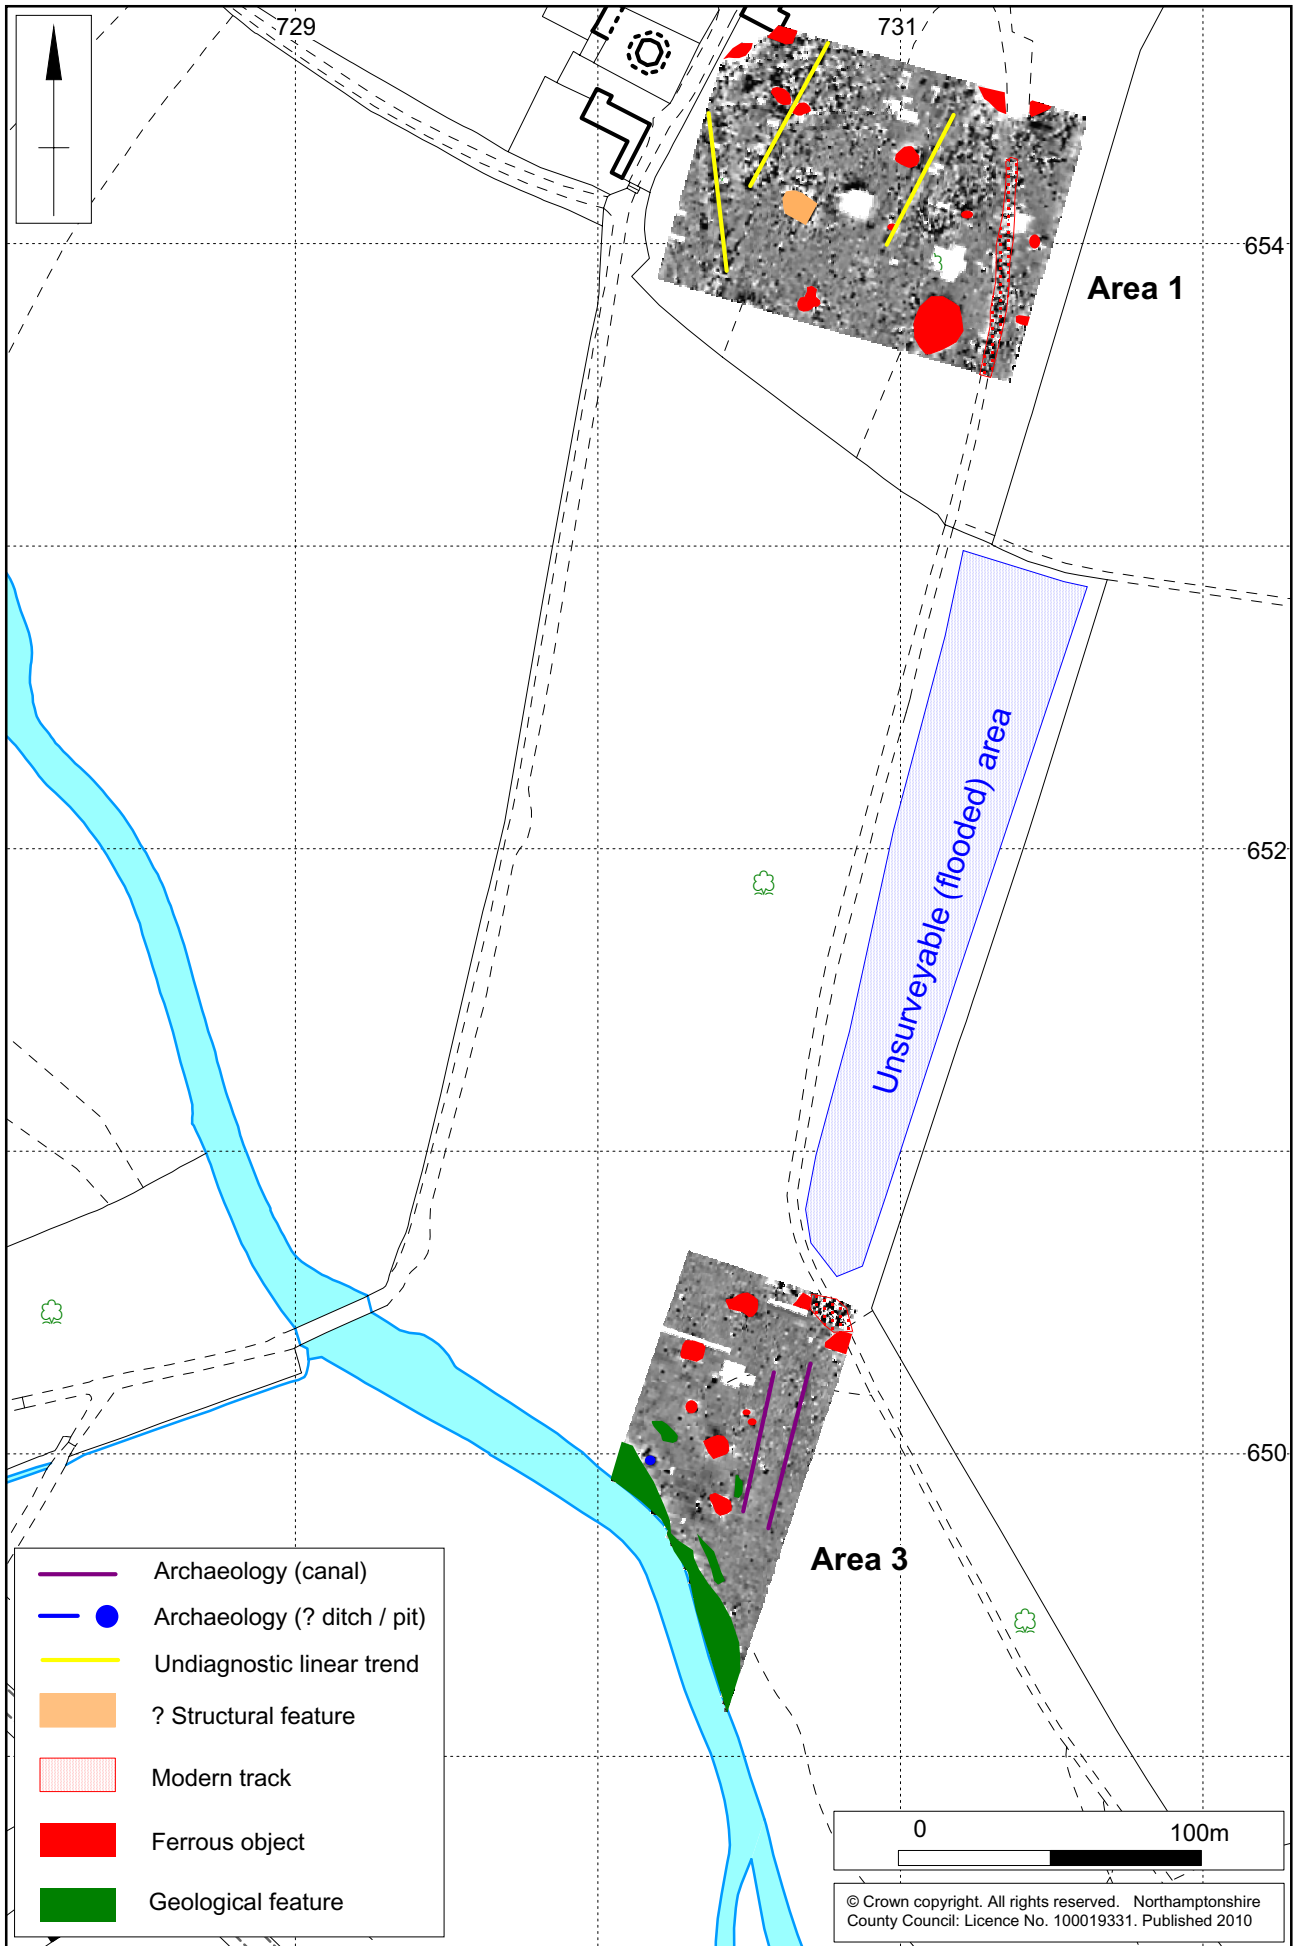 729
731
654
Area 1
652
Unsurveyable (flooded) area
650
Area 3
Archaeology (canal)
Archaeology (? ditch / pit)
Undiagnostic linear trend
? Structural feature
Modern track
Ferrous object
Geological feature
0 100m
© Crown copyright. All rights reserved. Northamptonshire
County Council: Licence No. 100019331. Published 2010